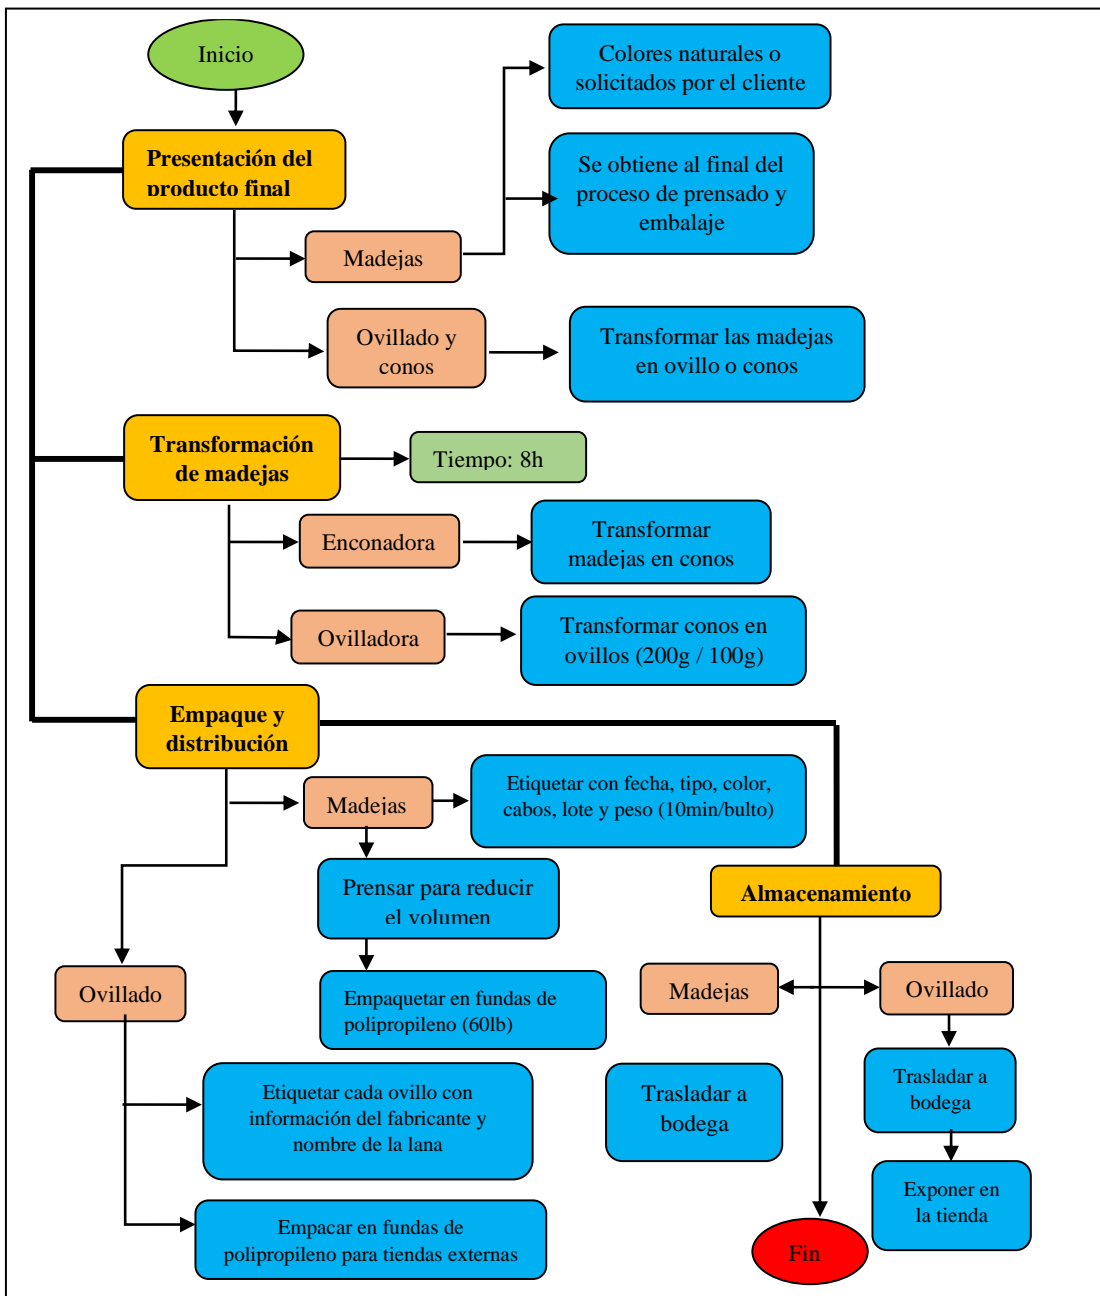 Inicio
Colores naturales o
solicitados por el cliente
Presentación del
producto final
Se obtiene al final del
proceso de prensado y
embalaje
Madejas
Ovillado y
conos
Transformar las madejas
en ovillo o conos
Transformación
de madejas
Tiempo: 8h
Enconadora
Transformar
madejas en conos
Ovilladora
Transformar conos en
ovillos (200g / 100g)
Empaque y
distribución
Madejas
Etiquetar con fecha, tipo, color,
cabos, lote y peso (10min/bulto)
Prensar para reducir
el volumen
Almacenamiento
Ovillado
Empaquetar en fundas de
polipropileno (60lb)
Madejas
Ovillado
Etiquetar cada ovillo con
información del fabricante y
nombre de la lana
Trasladar a
bodega
Trasladar a
bodega
Empacar en fundas de
polipropileno para tiendas externas
Exponer en
la tienda
Fin